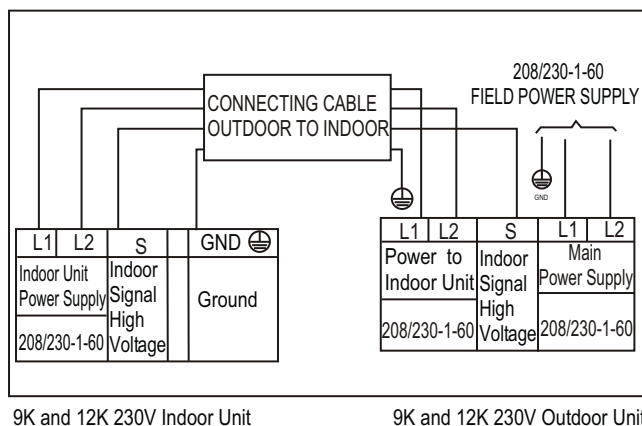 208/230-1-60
FIELD POWER SUPPLY
CONNECTING CABLE
OUTDOOR TO INDOOR
GND
L1 L2 S GND
Indoor Unit
Power Supply
208/230-1-60
Indoor
Signal
High
Voltage
Ground
L1 L2 S L1 L2
Power to
Indoor Unit
208/230-1-60
Indoor
Signal
High
Voltage
Main
Power Supply
208/230-1-60
9K and 12K 230V Indoor Unit
9K and 12K 230V Outdoor Unit